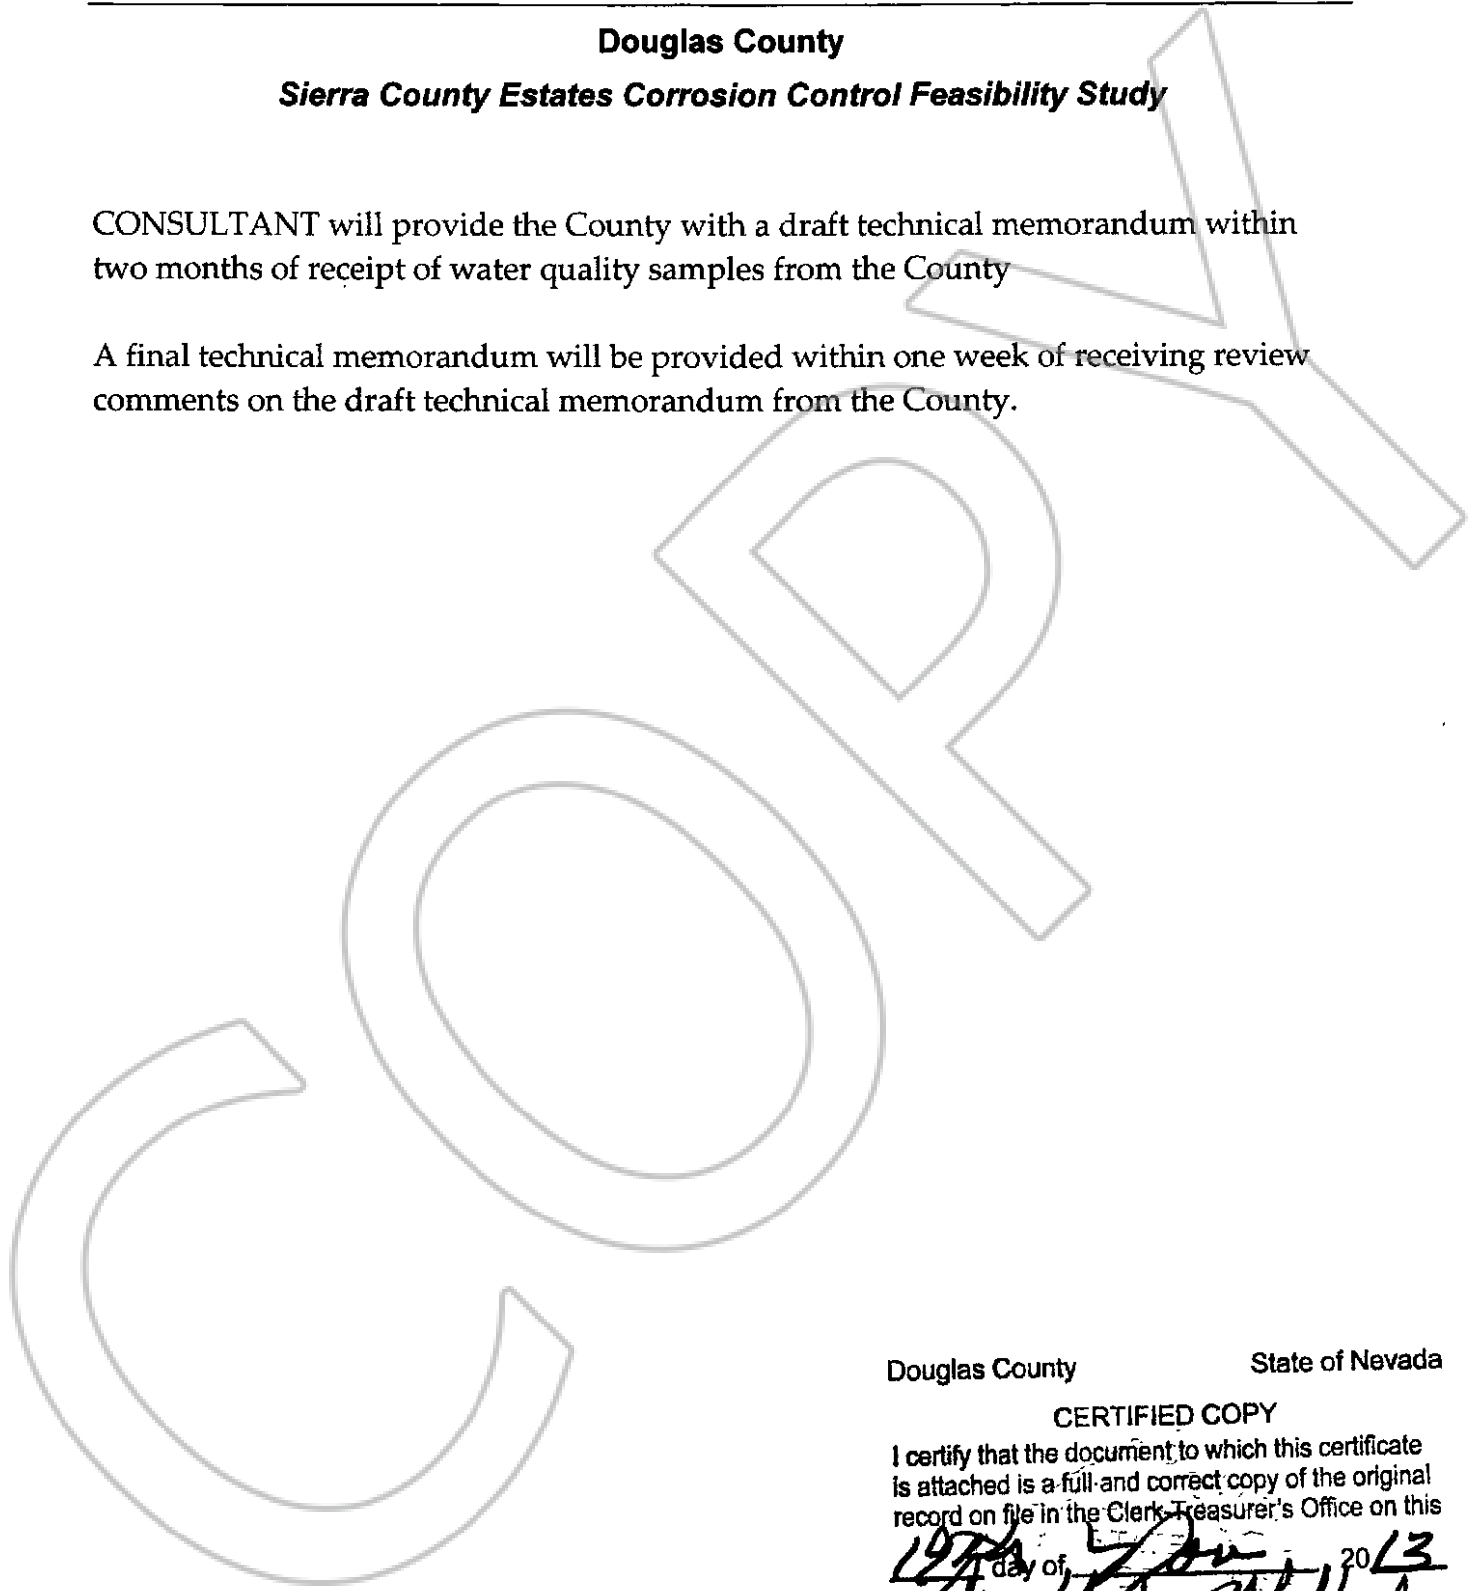 Douglas County
Sierra County Estates Corrosion Control Feasibility Study
CONSULTANT will provide the County with a draft technical memorandum within
two months of receipt of water quality samples from the County
A final technical memorandum will be provided within one week of receiving review
comments on the draft technical memorandum from the County.
COPY
Douglas County State of Nevada
CERTIFIED COPY
I certify that the document to which this certificate
is attached is a full and correct copy of the original
record on file in the Clerk-Treasurer's Office on this
day of 2013